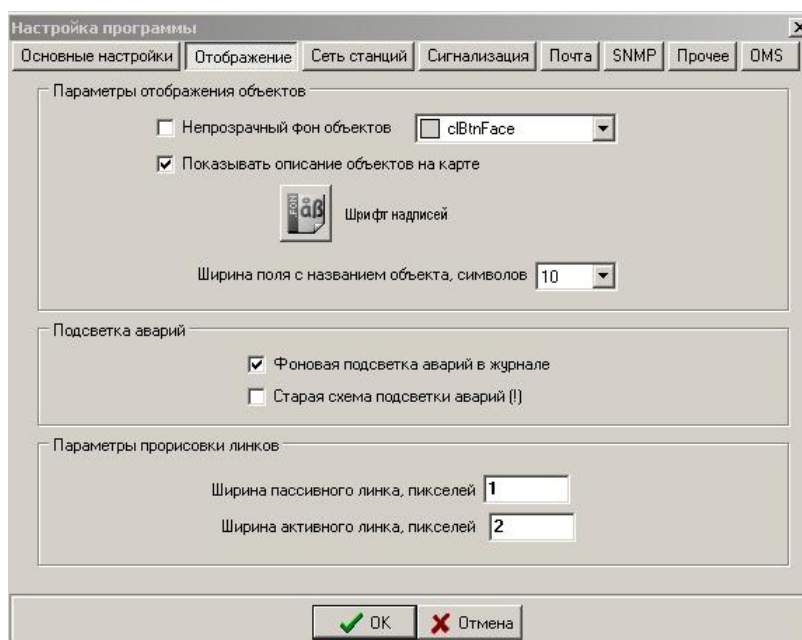 Настройка программы
Основные настройки Отображение Сеть станций Сигнализация Почта SNMP Прочее OMS
Параметры отображения объектов
Непрозрачный фон объектов clBtnFace
Показывать описание объектов на карте
.FON åß Шрифт надписей
Ширина поля с названием объекта, символов 10
Подсветка аварий
Фоновая подсветка аварий в журнале
Старая схема подсветки аварий (!)
Параметры прорисовки линков
Ширина пассивного линка, пикселей 1
Ширина активного линка, пикселей 2
OK Отмена